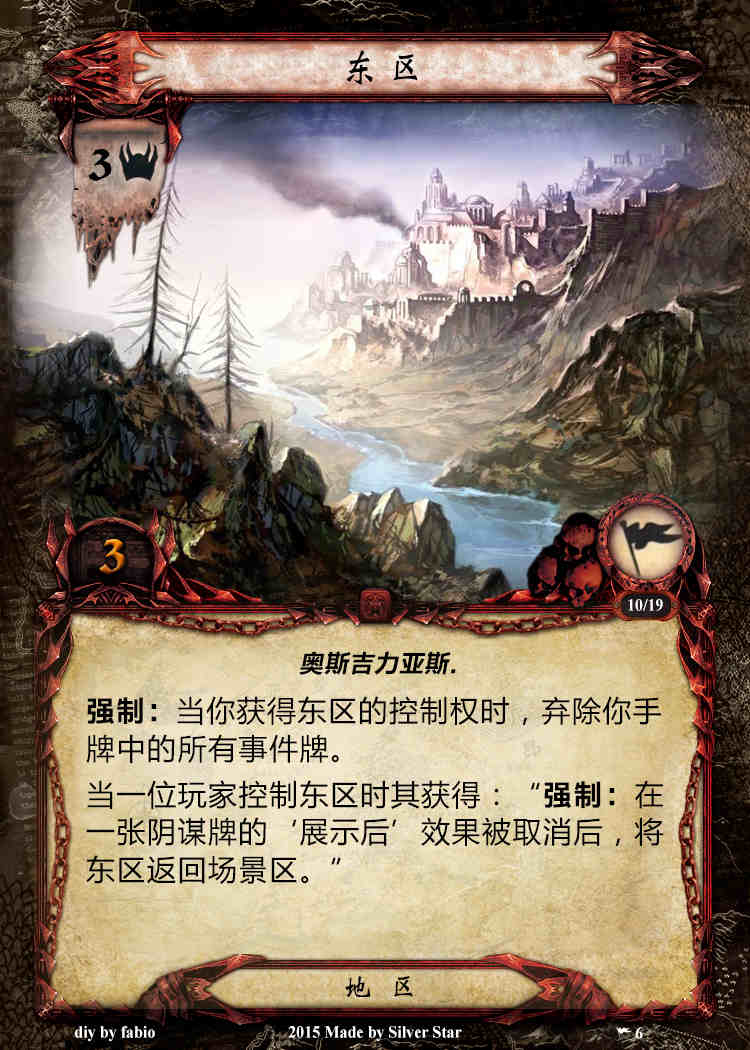 东区
3
3
10/19
奥斯吉力亚斯.
强制：当你获得东区的控制权时，弃除你手
牌中的所有事件牌。
当一位玩家控制东区时其获得：“强制：在
一张阴谋牌的‘展示后’效果被取消后，将
东区返回场景区。”
地区
diy by fabio
2015 Made by Silver Star
6